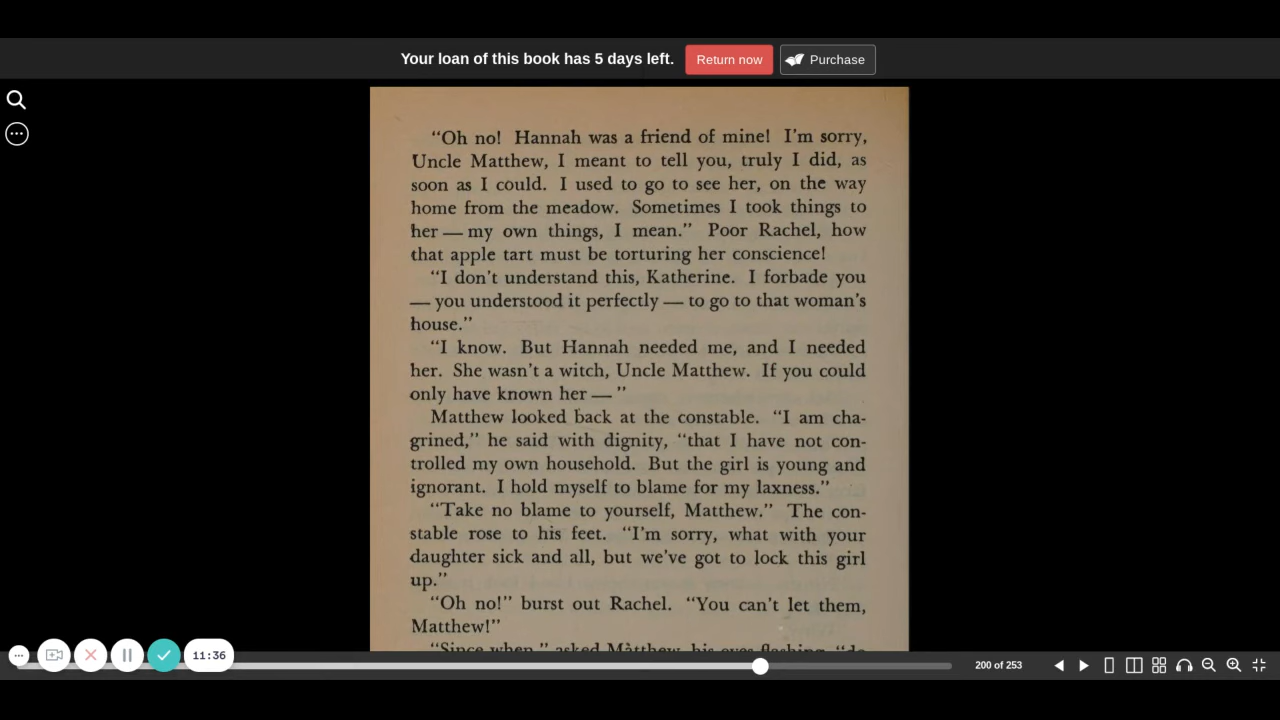 Your loan of this book has 5 days left. Return now Purchase
“Oh no! Hannah was a friend of mine! I’m sorry,
Uncle Matthew, I meant to tell you, truly I did, as
soon as I could. I used to go to see her, on the way
home from the meadow. Sometimes I took things to
her — my own things, I mean.” Poor Rachel, how
that apple tart must be torturing her conscience!
“I don’t understand this, Katherine. I forbade you
— you understood it perfectly — to go to that woman’s
house.”
“I know. But Hannah needed me, and I needed
her. She wasn’t a witch, Uncle Matthew. If you could
only have known her — ”
Matthew looked back at the constable. “I am cha-
grined,” he said with dignity, “that I have not con-
trolled my own household. But the girl is young and
ignorant. I hold myself to blame for my laxness.”
“Take no blame to yourself, Matthew.” The con-
stable rose to his feet. “I’m sorry, what with your
daughter sick and all, but we’ve got to lock this girl
up.”
“Oh no!” burst out Rachel. “You can’t let them,
Matthew!”
“Since when,” asked Matthew, his eyes flashing, “do
11:36
200 of 253